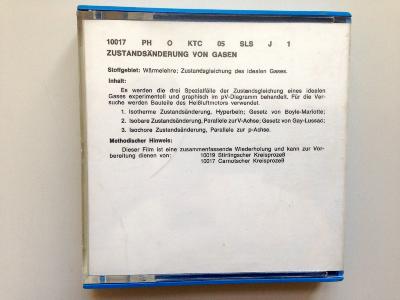 10017 PH O KTC 05 SLS J 1
ZUSTANDSÄNDERUNG VON GASEN
Stoffgebiet: Wärmelehre; Zustandsgleichung des idealen Gases.
Inhalt:
Es werden die drei Spezialfälle der Zustandsgleichung eines idealen
Gases experimentell und graphisch im pV-Diagramm behandelt. Für die Ver-
suche werden Bauteile des Heißluftmotors verwendet.
1. Isotherme Zustandsänderung, Hyperbeln; Gesetz von Boyle-Mariotte;
2. Isobare Zustandsänderung, Parallele zur V-Achse; Gesetz von Gay-Lussac;
3. Isochore Zustandsänderung, Parallele zur p-Achse.
Methodischer Hinweis:
Dieser Film ist eine zusammenfassende Wiederholung und kann zur Vor-
bereitung dienen von: 10019 Stirlingscher Kreisprozeß
10017 Carnotscher Kreisprozeß